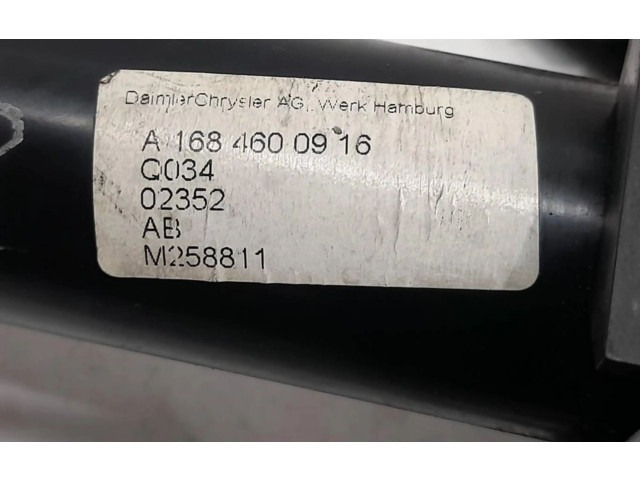 DaimlerChrysler AG, Werk Hamburg
A 168 460 09 16
Q034
02352
AB
M258811